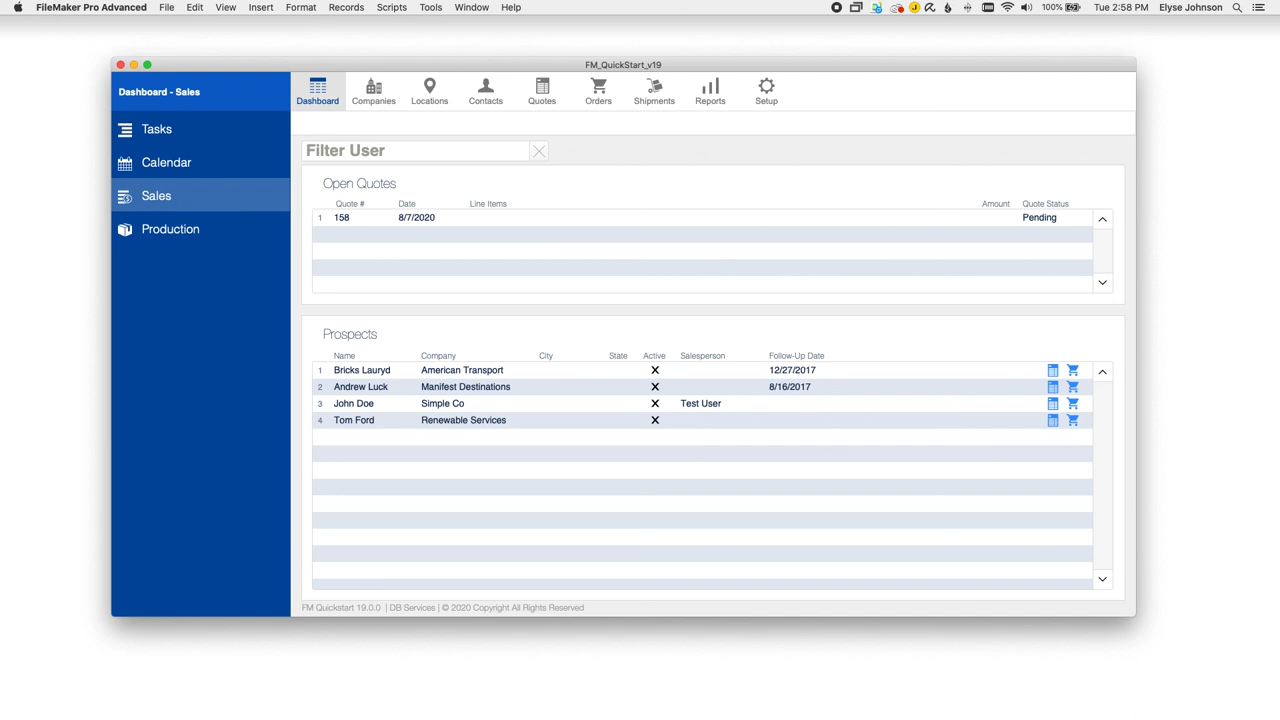 FileMaker Pro Advanced File Edit View Insert Format Records Scripts Tools Window Help 100% Tue 2:58 PM Elyse Johnson
FM_QuickStart_v19
Dashboard - Sales
Tasks
Calendar
Sales
Production
Dashboard Companies Locations Contacts Quotes Orders Shipments Reports Setup
Filter User
Open Quotes
Quote # Date Line Items Amount Quote Status
1 158 8/7/2020 Pending
Prospects
Name Company City State Active Salesperson Follow-Up Date
1 Bricks Lauryd American Transport X 12/27/2017
2 Andrew Luck Manifest Destinations X 8/16/2017
3 John Doe Simple Co X Test User
4 Tom Ford Renewable Services X
FM Quickstart 19.0.0 | DB Services | © 2020 Copyright All Rights Reserved